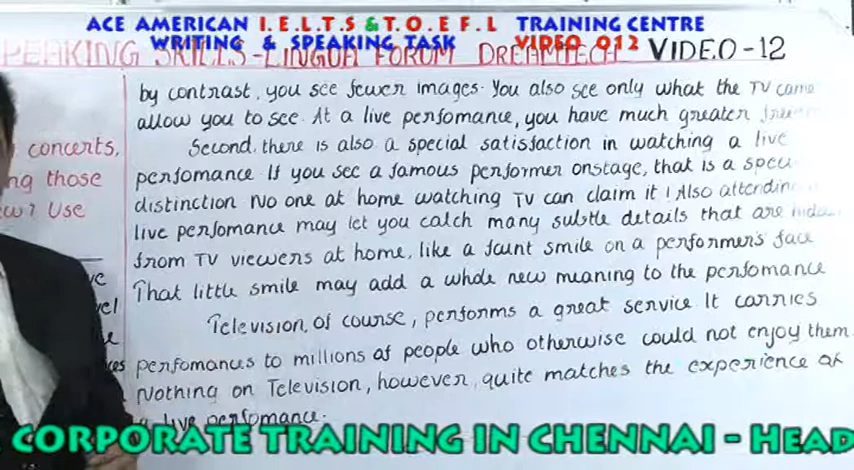 ACE AMERICAN I.E.L.T.S & T.O.E F.L TRAINING CENTRE
WRITING & SPEAKING TASK VIDEO 012
SPEAKING SKILLS - LINGUA FORUM DREAMTECH VIDEO-12
by contrast, you see fewer images. You also see only what the TV
allow you to see. At a live perfomance, you have much greater
concerts, Second, there is also a special satisfaction in watching a live
ng those perfomance If you see a famous performer onstage, that is a
w? Use distinction No one at home watching TV can claim it! Also attending
live perfomance may let you catch many subtle details that are
from TV viewers at home, like a faint smile on a performer's face
That little smile may add a whole new meaning to the perfomance
Television, of course, performs a great service It carries
perfomances to millions of people who otherwise could not enjoy them.
Nothing on Television, however, quite matches the experience of
live perfomance.
CORPORATE TRAINING IN CHENNAI - HEAD